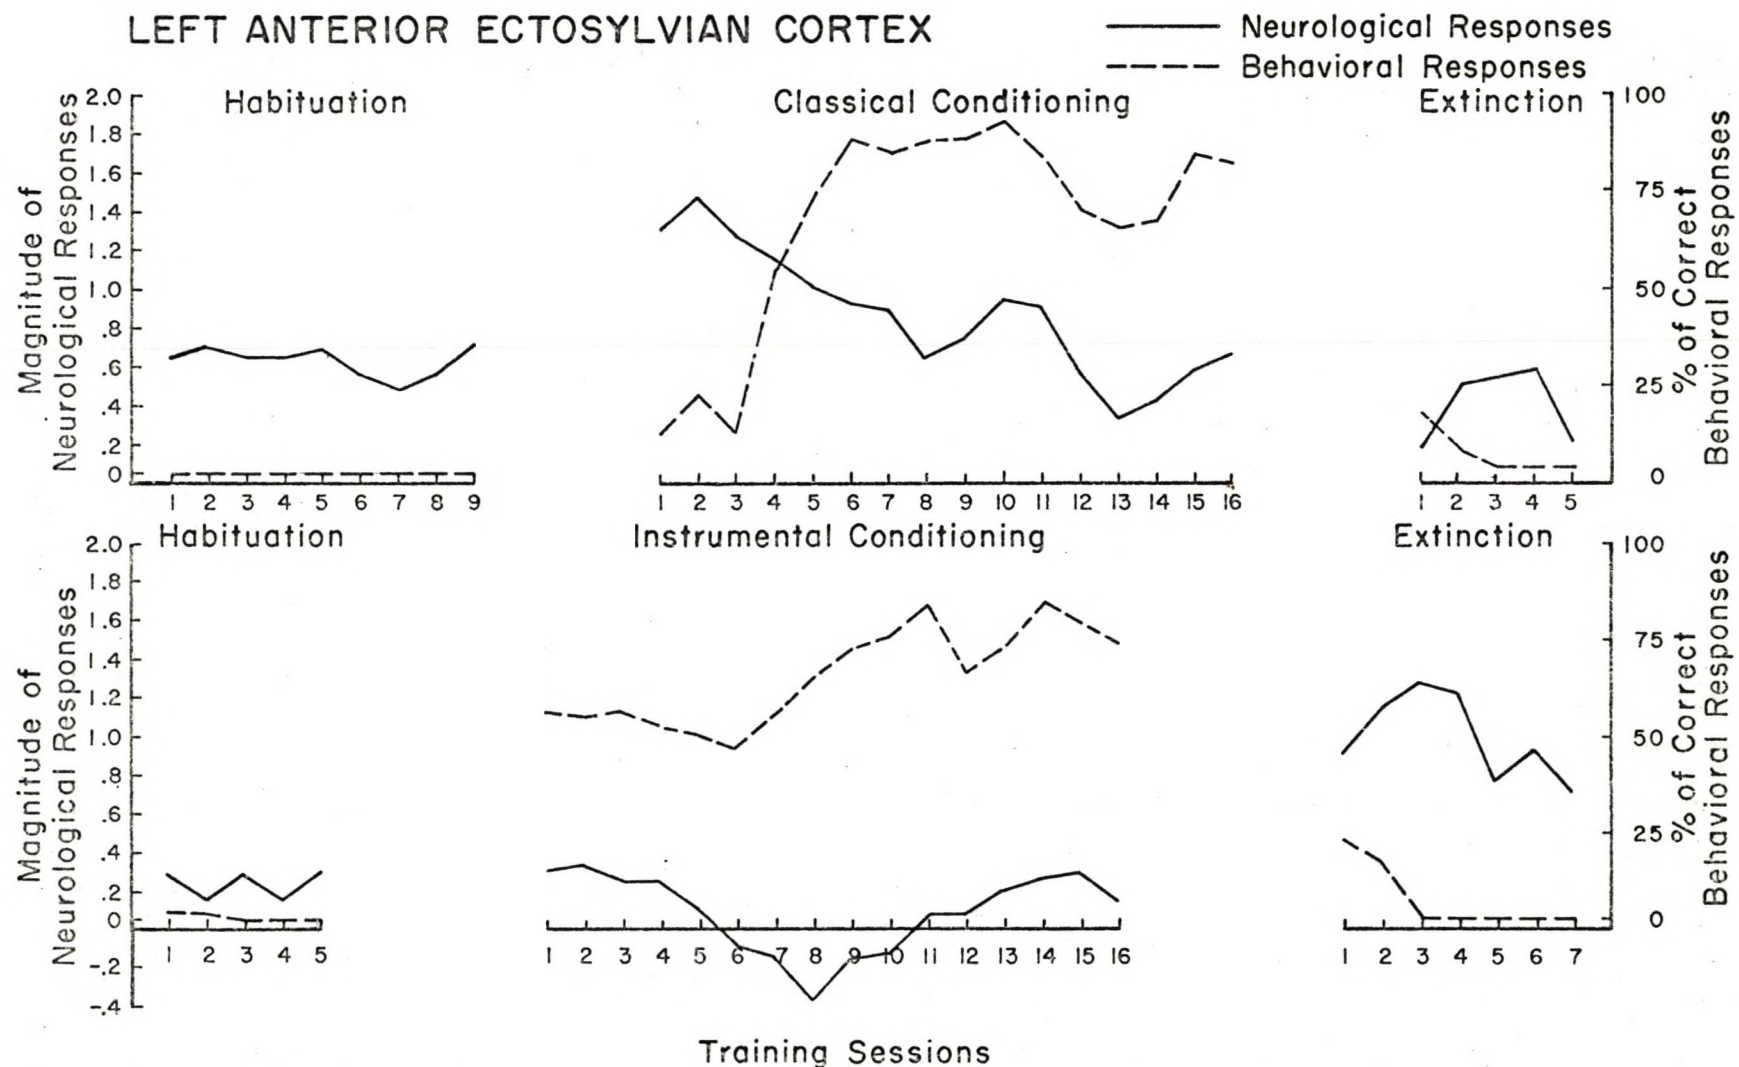 LEFT ANTERIOR ECTOSYLVIAN CORTEX
Neurological Responses
Behavioral Responses
Habituation
Classical Conditioning
Extinction
Magnitude of
Neurological Responses
2.0
1.8
1.6
1.4
1.2
1.0
.8
.6
.4
.2
0
100
75
50
25
0
% of Correct
Behavioral Responses
1 2 3 4 5 6 7 8 9
1 2 3 4 5 6 7 8 9 10 11 12 13 14 15 16
1 2 3 4 5
Habituation
Instrumental Conditioning
Extinction
Magnitude of
Neurological Responses
2.0
1.8
1.6
1.4
1.2
1.0
.8
.6
.4
.2
0
-.2
-.4
100
75
50
25
0
% of Correct
Behavioral Responses
1 2 3 4 5
1 2 3 4 5 6 7 8 9 10 11 12 13 14 15 16
1 2 3 4 5 6 7
Training Sessions